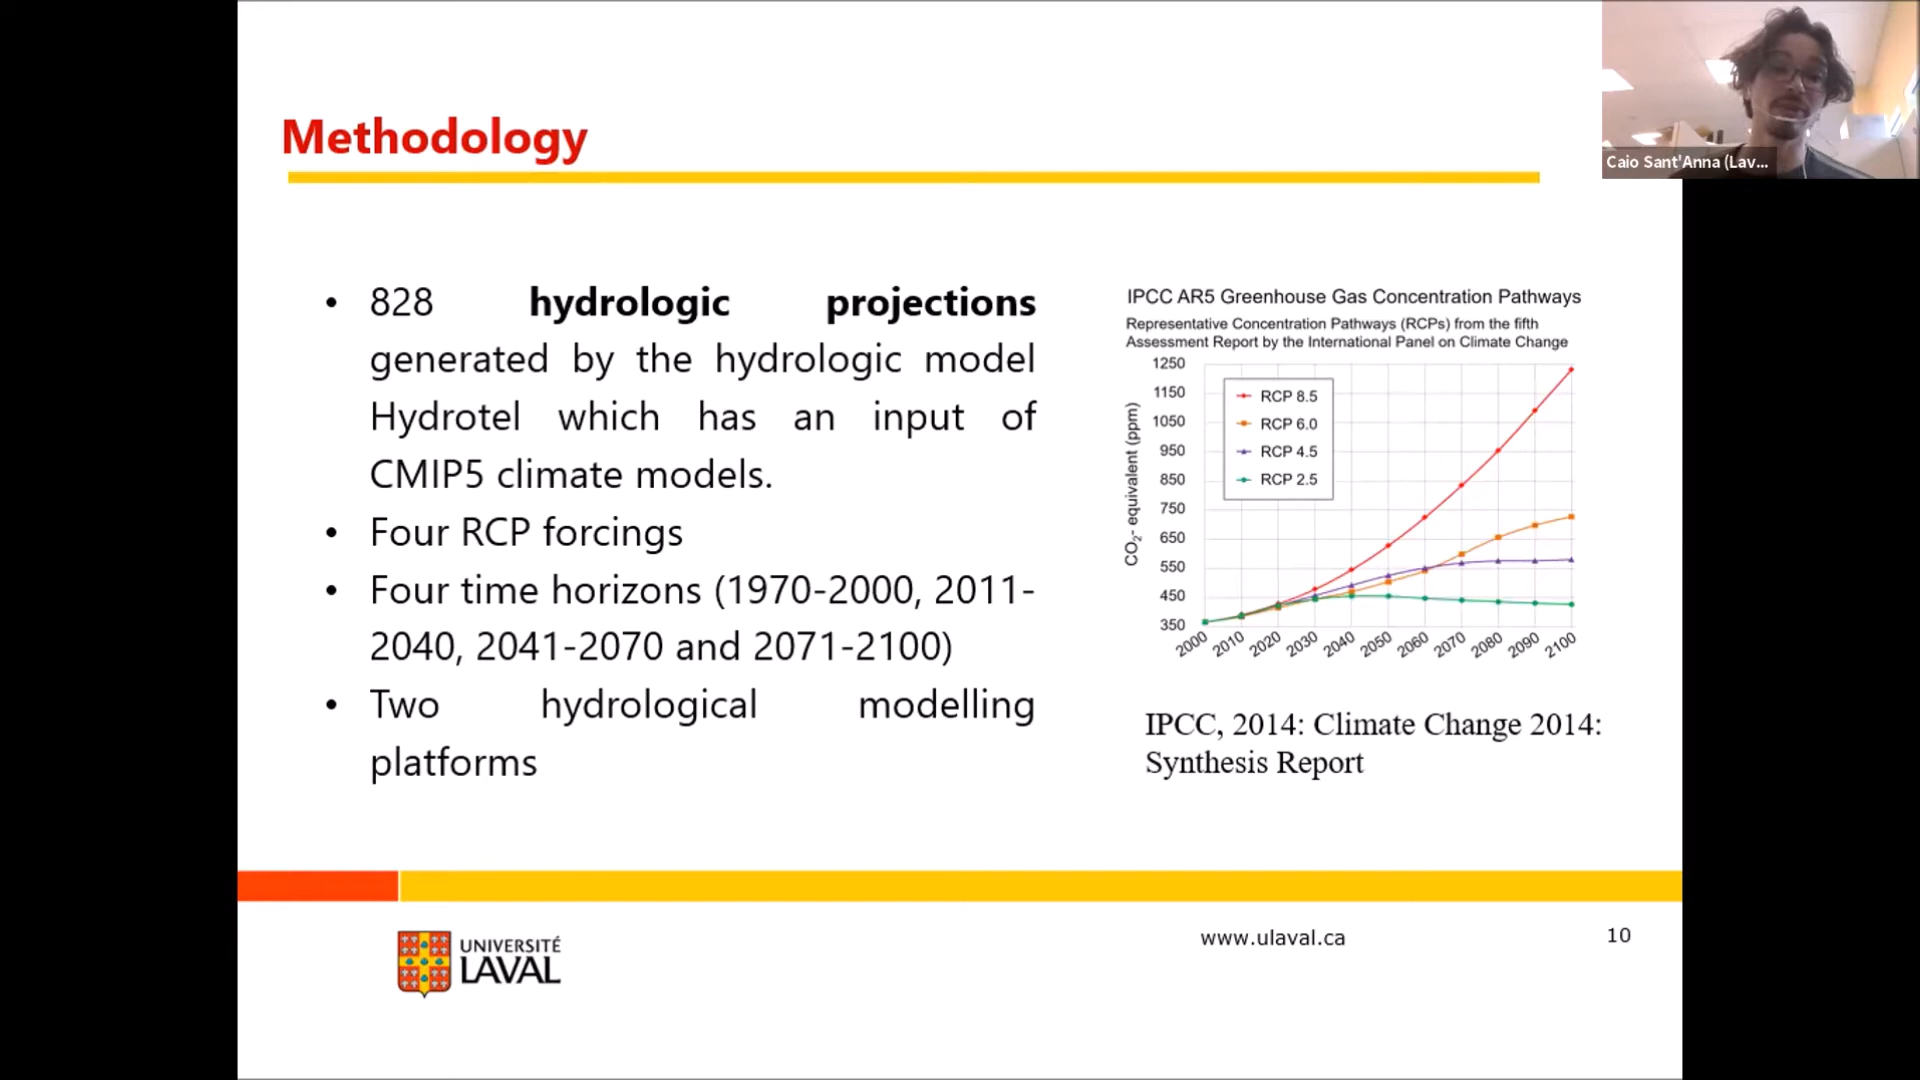 Methodology
Caio Sant'Anna (Lav...
• 828 hydrologic projections
generated by the hydrologic model
Hydrotel which has an input of
CMIP5 climate models.
• Four RCP forcings
• Four time horizons (1970-2000, 2011-
2040, 2041-2070 and 2071-2100)
• Two hydrological modelling
platforms
IPCC AR5 Greenhouse Gas Concentration Pathways
Representative Concentration Pathways (RCPs) from the fifth
Assessment Report by the International Panel on Climate Change
CO₂- equivalent (ppm)
1250
1150
1050
950
850
750
650
550
450
350
RCP 8.5
RCP 6.0
RCP 4.5
RCP 2.5
2000 2010 2020 2030 2040 2050 2060 2070 2080 2090 2100
IPCC, 2014: Climate Change 2014:
Synthesis Report
UNIVERSITÉ
LAVAL
www.ulaval.ca
10